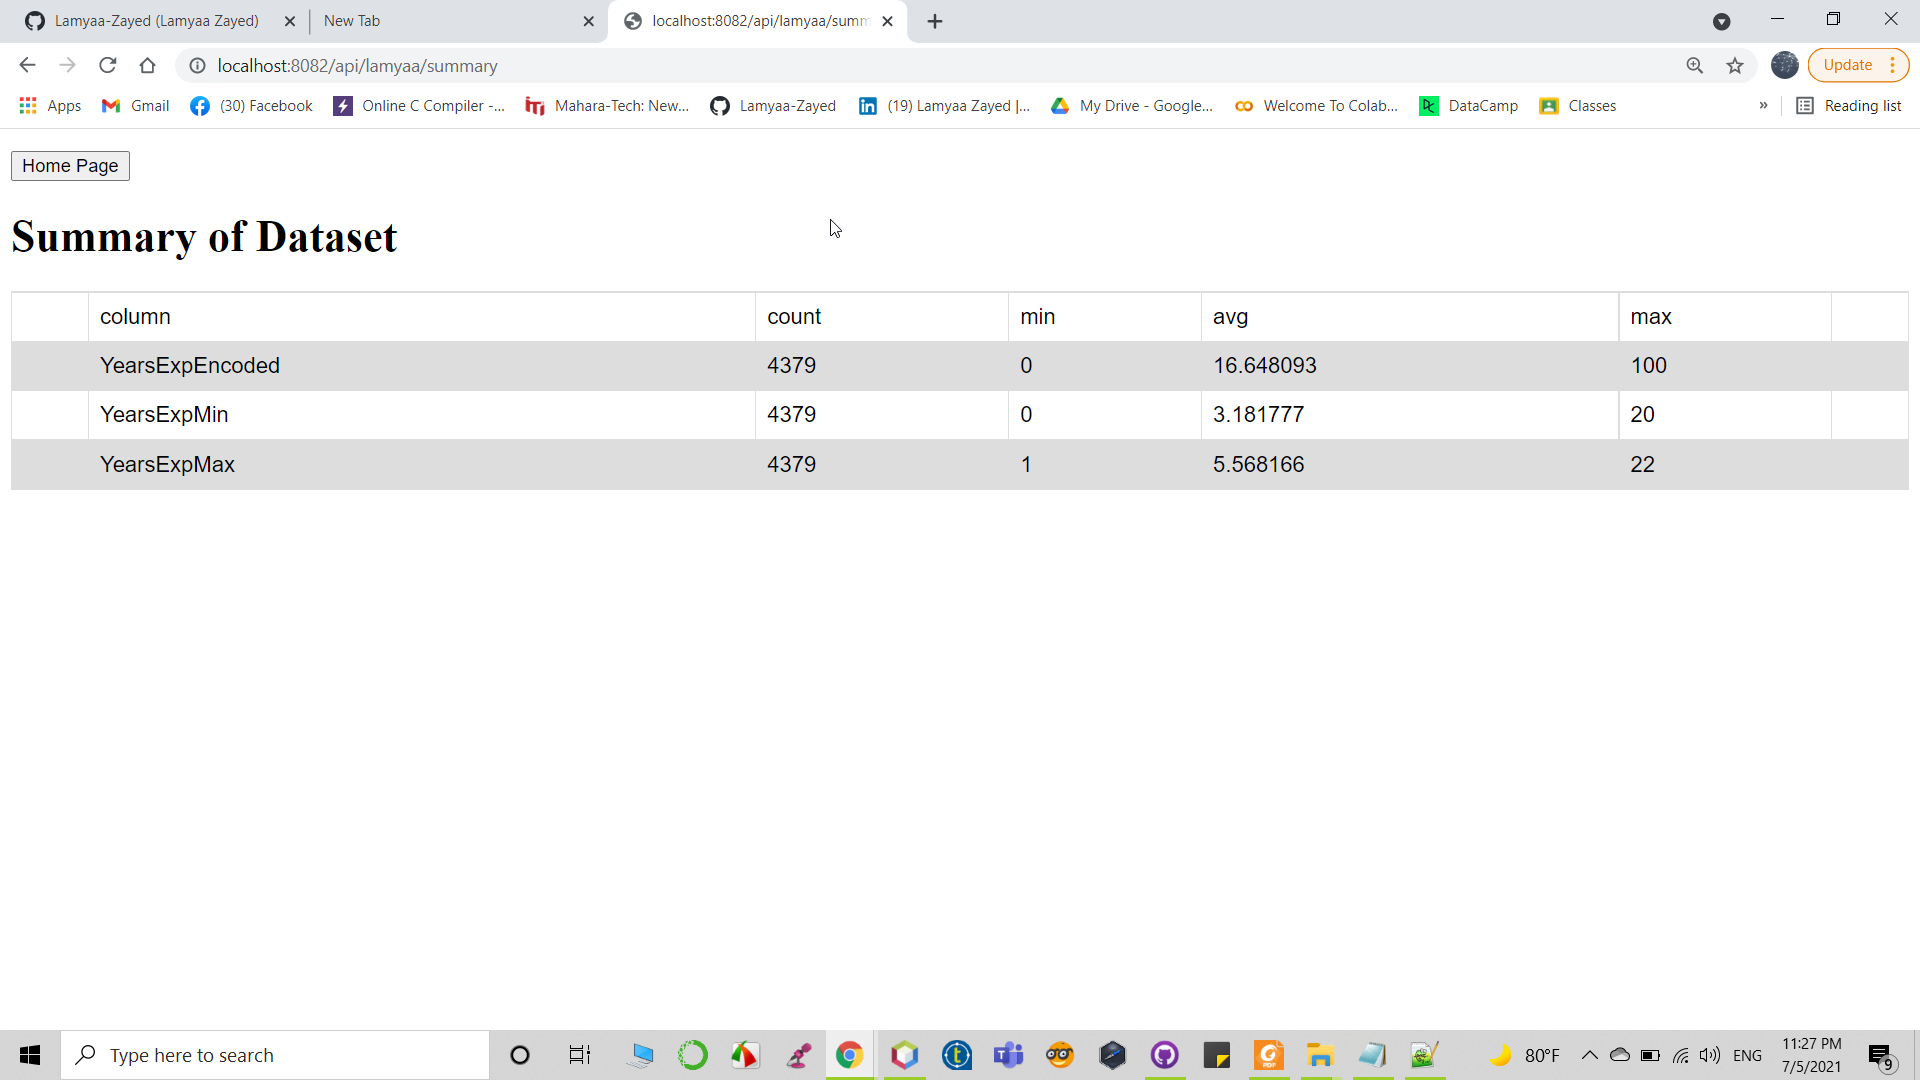 Lamyaa-Zayed (Lamyaa Zayed)
New Tab
localhost:8082/api/lamyaa/summ
localhost:8082/api/lamyaa/summary
Update
Apps
Gmail
(30) Facebook
Online C Compiler -...
Mahara-Tech: New...
Lamyaa-Zayed
(19) Lamyaa Zayed |...
My Drive - Google...
Welcome To Colab...
DataCamp
Classes
»
Reading list
Home Page
Summary of Dataset
column count min avg max
YearsExpEncoded 4379 0 16.648093 100
YearsExpMin 4379 0 3.181777 20
YearsExpMax 4379 1 5.568166 22
Type here to search
80°F
ENG
11:27 PM
7/5/2021
9